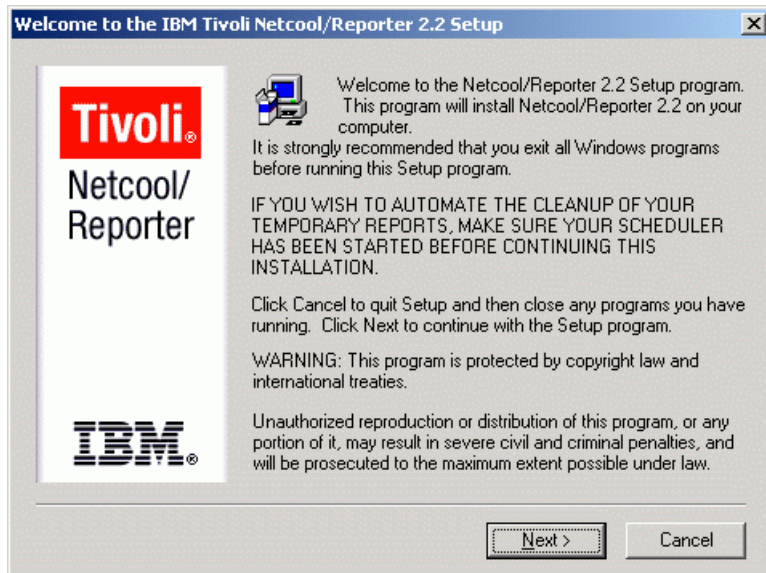 Welcome to the IBM Tivoli Netcool/Reporter 2.2 Setup
Tivoli®
Netcool/
Reporter
IBM®
Welcome to the Netcool/Reporter 2.2 Setup program.
This program will install Netcool/Reporter 2.2 on your
computer.
It is strongly recommended that you exit all Windows programs
before running this Setup program.
IF YOU WISH TO AUTOMATE THE CLEANUP OF YOUR
TEMPORARY REPORTS, MAKE SURE YOUR SCHEDULER
HAS BEEN STARTED BEFORE CONTINUING THIS
INSTALLATION.
Click Cancel to quit Setup and then close any programs you have
running. Click Next to continue with the Setup program.
WARNING: This program is protected by copyright law and
international treaties.
Unauthorized reproduction or distribution of this program, or any
portion of it, may result in severe civil and criminal penalties, and
will be prosecuted to the maximum extent possible under law.
Next >
Cancel